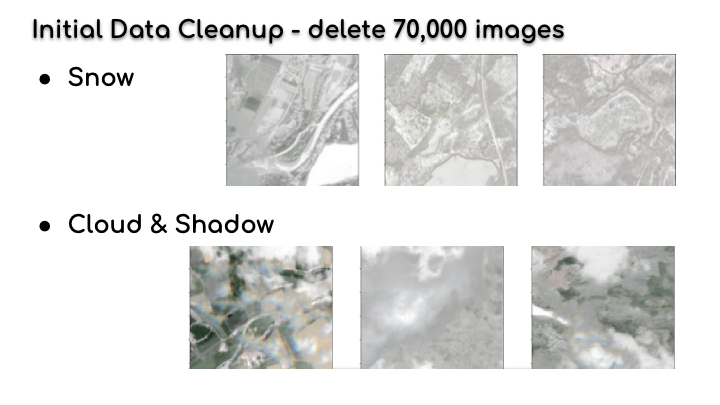 Initial Data Cleanup - delete 70,000 images
● Snow
● Cloud & Shadow